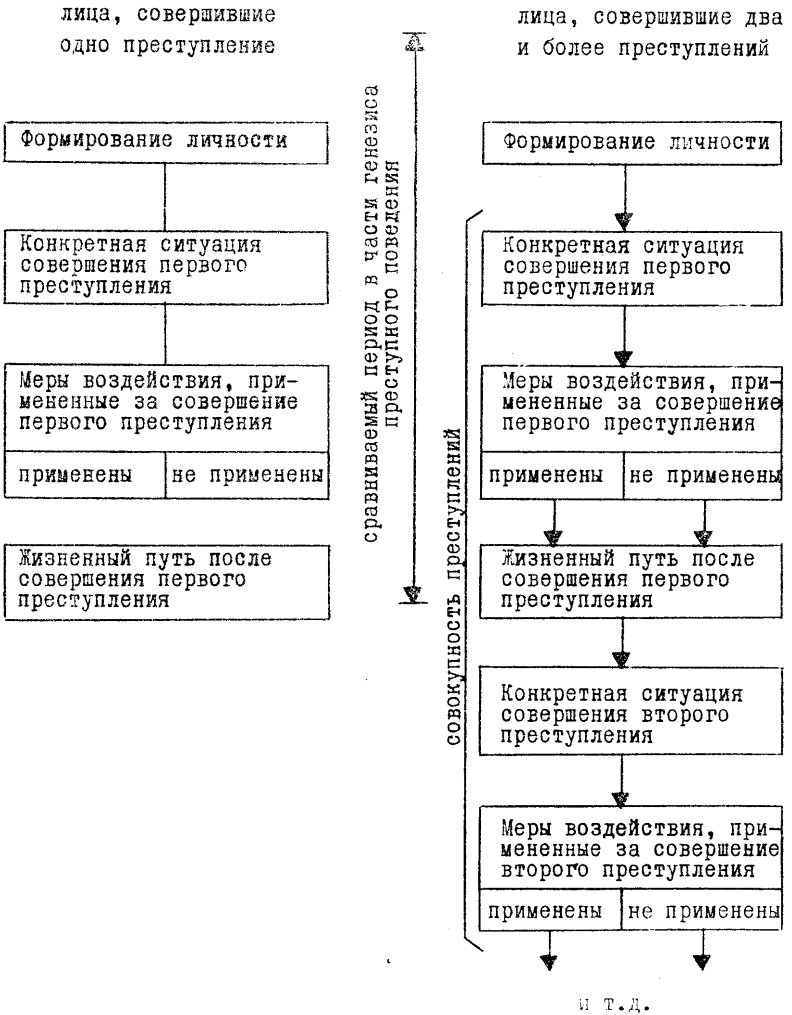 лица, совершившие
одно преступление
Формирование личности
Конкретная ситуация
совершения первого
преступления
Меры воздействия, при-
мененные за совершение
первого преступления
применены
не применены
Жизненный путь после
совершения первого
преступления
сравниваемый период в части генезиса
преступного поведения
лица, совершившие два
и более преступлений
совокупность преступлений
Формирование личности
Конкретная ситуация
совершения первого
преступления
Меры воздействия, при-
мененные за совершение
первого преступления
применены
не применены
Жизненный путь после
совершения первого
преступления
Конкретная ситуация
совершения второго
преступления
Меры воздействия, при-
мененные за совершение
второго преступления
применены
не применены
и т.д.